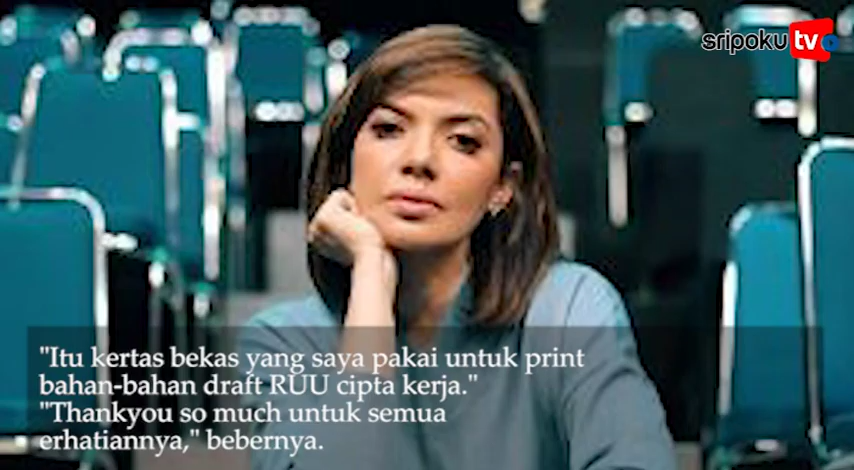 sripoku tv
"Itu kertas bekas yang saya pakai untuk print
bahan-bahan draft RUU cipta kerja."
"Thankyou so much untuk semua
erhatiannya," bebernya.